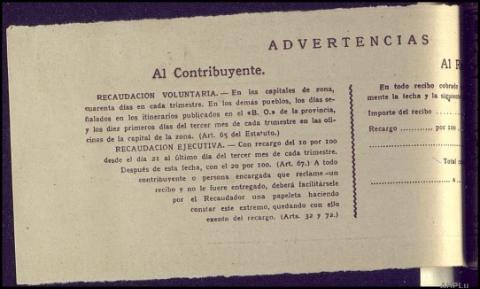 ADVERTENCIAS
Al Contribuyente.
RECAUDACION VOLUNTARIA. — En las capitales de zona,
cuarenta días en cada trimestre. En los demás pueblos, los días se-
ñalados en los itinerarios publicados en el «B. O.» de la provincia,
y los diez primeros días del tercer mes de cada trimestre en las ofi-
cinas de la capital de la zona. (Art. 65 del Estatuto.)
RECAUDACION EJECUTIVA. — Con recargo del 10 por 100
desde el día 21 al último día del tercer mes de cada trimestre.
Después de esta fecha, con el 20 por 100. (Art. 67.) A todo
contribuyente o persona encargada que reclame un
recibo y no le fuere entregado, deberá facilitársele
por el Recaudador una papeleta haciendo
constar este extremo, quedando con ello
exento del recargo. (Arts. 32 y 72.)
Al
En todo recibo cobrado
mente la fecha y la
Importe del recibo
Recargo ............ por 100
Total